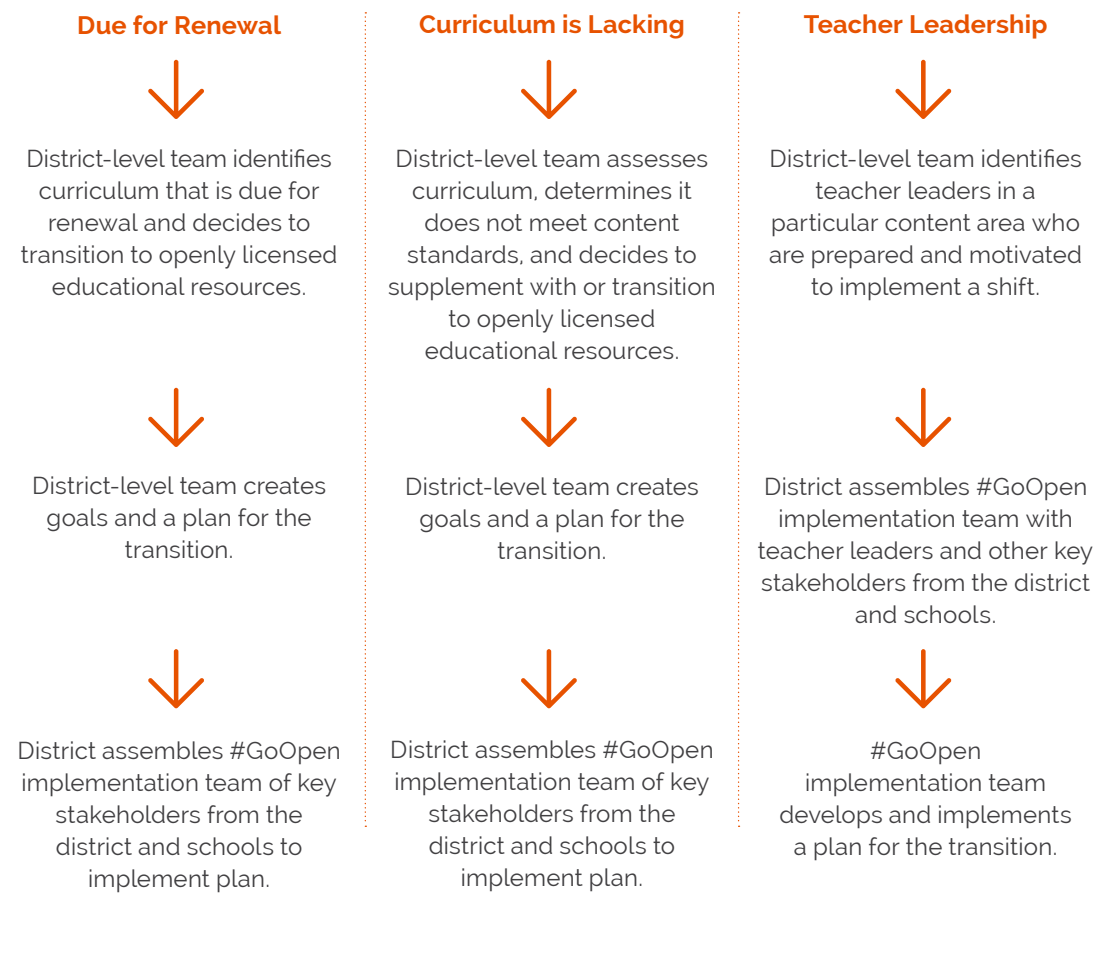 Due for Renewal
District-level team identifies
curriculum that is due for
renewal and decides to
transition to openly licensed
educational resources.
District-level team creates
goals and a plan for the
transition.
District assembles #GoOpen
implementation team of key
stakeholders from the
district and schools to
implement plan.
Curriculum is Lacking
District-level team assesses
curriculum, determines it
does not meet content
standards, and decides to
supplement with or transition
to openly licensed
educational resources.
District-level team creates
goals and a plan for the
transition.
District assembles #GoOpen
implementation team of key
stakeholders from the
district and schools to
implement plan.
Teacher Leadership
District-level team identifies
teacher leaders in a
particular content area who
are prepared and motivated
to implement a shift.
District assembles #GoOpen
implementation team with
teacher leaders and other key
stakeholders from the district
and schools.
#GoOpen
implementation team
develops and implements
a plan for the transition.